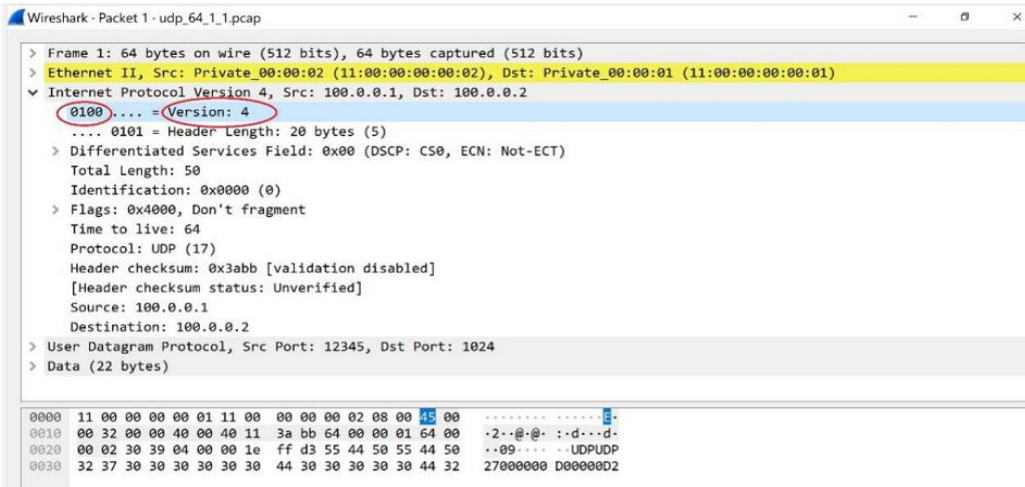 Wireshark · Packet 1 · udp_64_1_1.pcap
> Frame 1: 64 bytes on wire (512 bits), 64 bytes captured (512 bits)
> Ethernet II, Src: Private_00:00:02 (11:00:00:00:00:02), Dst: Private_00:00:01 (11:00:00:00:00:01)
Internet Protocol Version 4, Src: 100.0.0.1, Dst: 100.0.0.2
0100 .... = Version: 4
.... 0101 = Header Length: 20 bytes (5)
> Differentiated Services Field: 0x00 (DSCP: CS0, ECN: Not-ECT)
Total Length: 50
Identification: 0x0000 (0)
> Flags: 0x4000, Don't fragment
Time to live: 64
Protocol: UDP (17)
Header checksum: 0x3abb [validation disabled]
[Header checksum status: Unverified]
Source: 100.0.0.1
Destination: 100.0.0.2
> User Datagram Protocol, Src Port: 12345, Dst Port: 1024
> Data (22 bytes)
0000 11 00 00 00 00 01 11 00 00 00 00 02 08 00 45 00 ········ ······E·
0010 00 32 00 00 40 00 40 11 3a bb 64 00 00 01 64 00 ·2··@·@· :·d···d·
0020 00 02 30 39 04 00 00 1e ff d3 55 44 50 55 44 50 ··09···· ··UDPUDP
0030 32 37 30 30 30 30 30 30 44 30 30 30 30 30 44 32 27000000 D00000D2